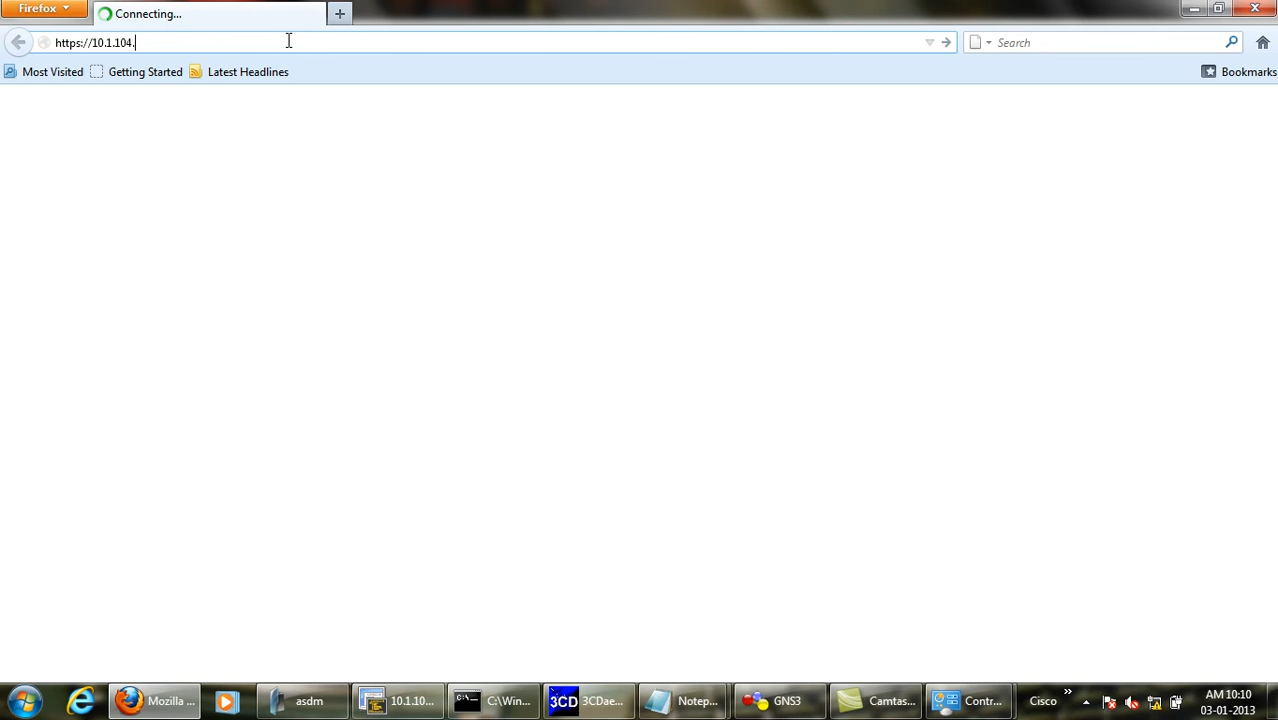 Firefox
Connecting...
https://10.1.104.
Search
Most Visited
Getting Started
Latest Headlines
Bookmarks
Mozilla ...
asdm
10.1.10...
C:\Win...
3CD
3CDae...
Notep...
GNS3
Camtas...
Contr...
Cisco
»
AM 10:10
03-01-2013